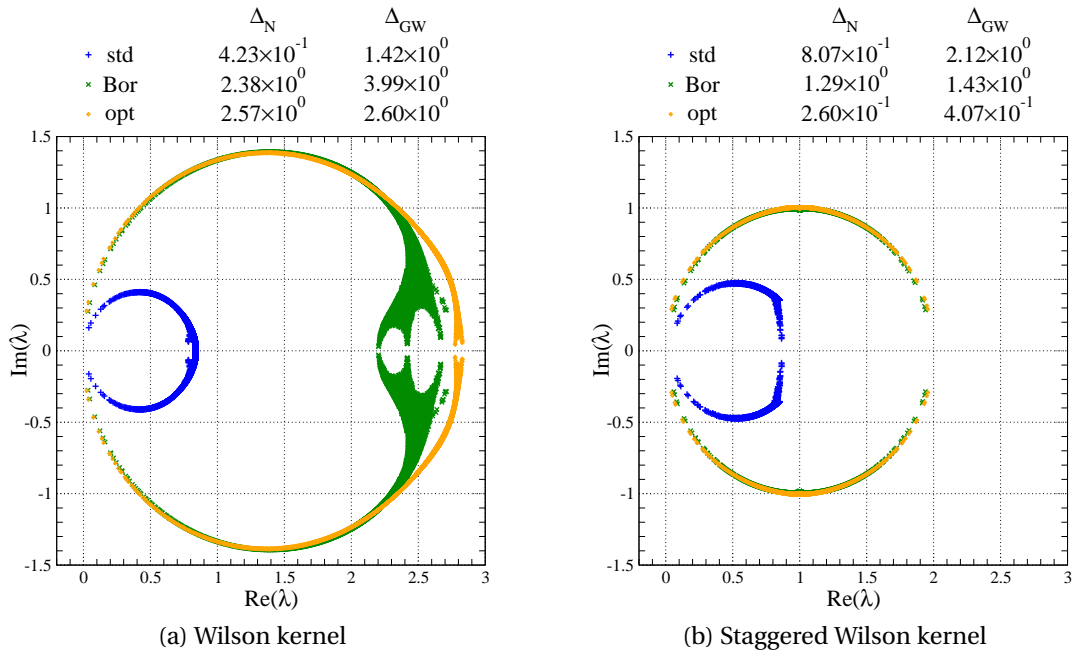 Δ_N Δ_GW
+ std 4.23×10^-1 1.42×10^0
× Bor 2.38×10^0 3.99×10^0
opt 2.57×10^0 2.60×10^0
1.5
1
0.5
0
-0.5
-1
-1.5
Im(λ)
0 0.5 1 1.5 2 2.5 3
Re(λ)
(a) Wilson kernel
Δ_N Δ_GW
+ std 8.07×10^-1 2.12×10^0
× Bor 1.29×10^0 1.43×10^0
opt 2.60×10^-1 4.07×10^-1
1.5
1
0.5
0
-0.5
-1
-1.5
Im(λ)
0 0.5 1 1.5 2 2.5 3
Re(λ)
(b) Staggered Wilson kernel